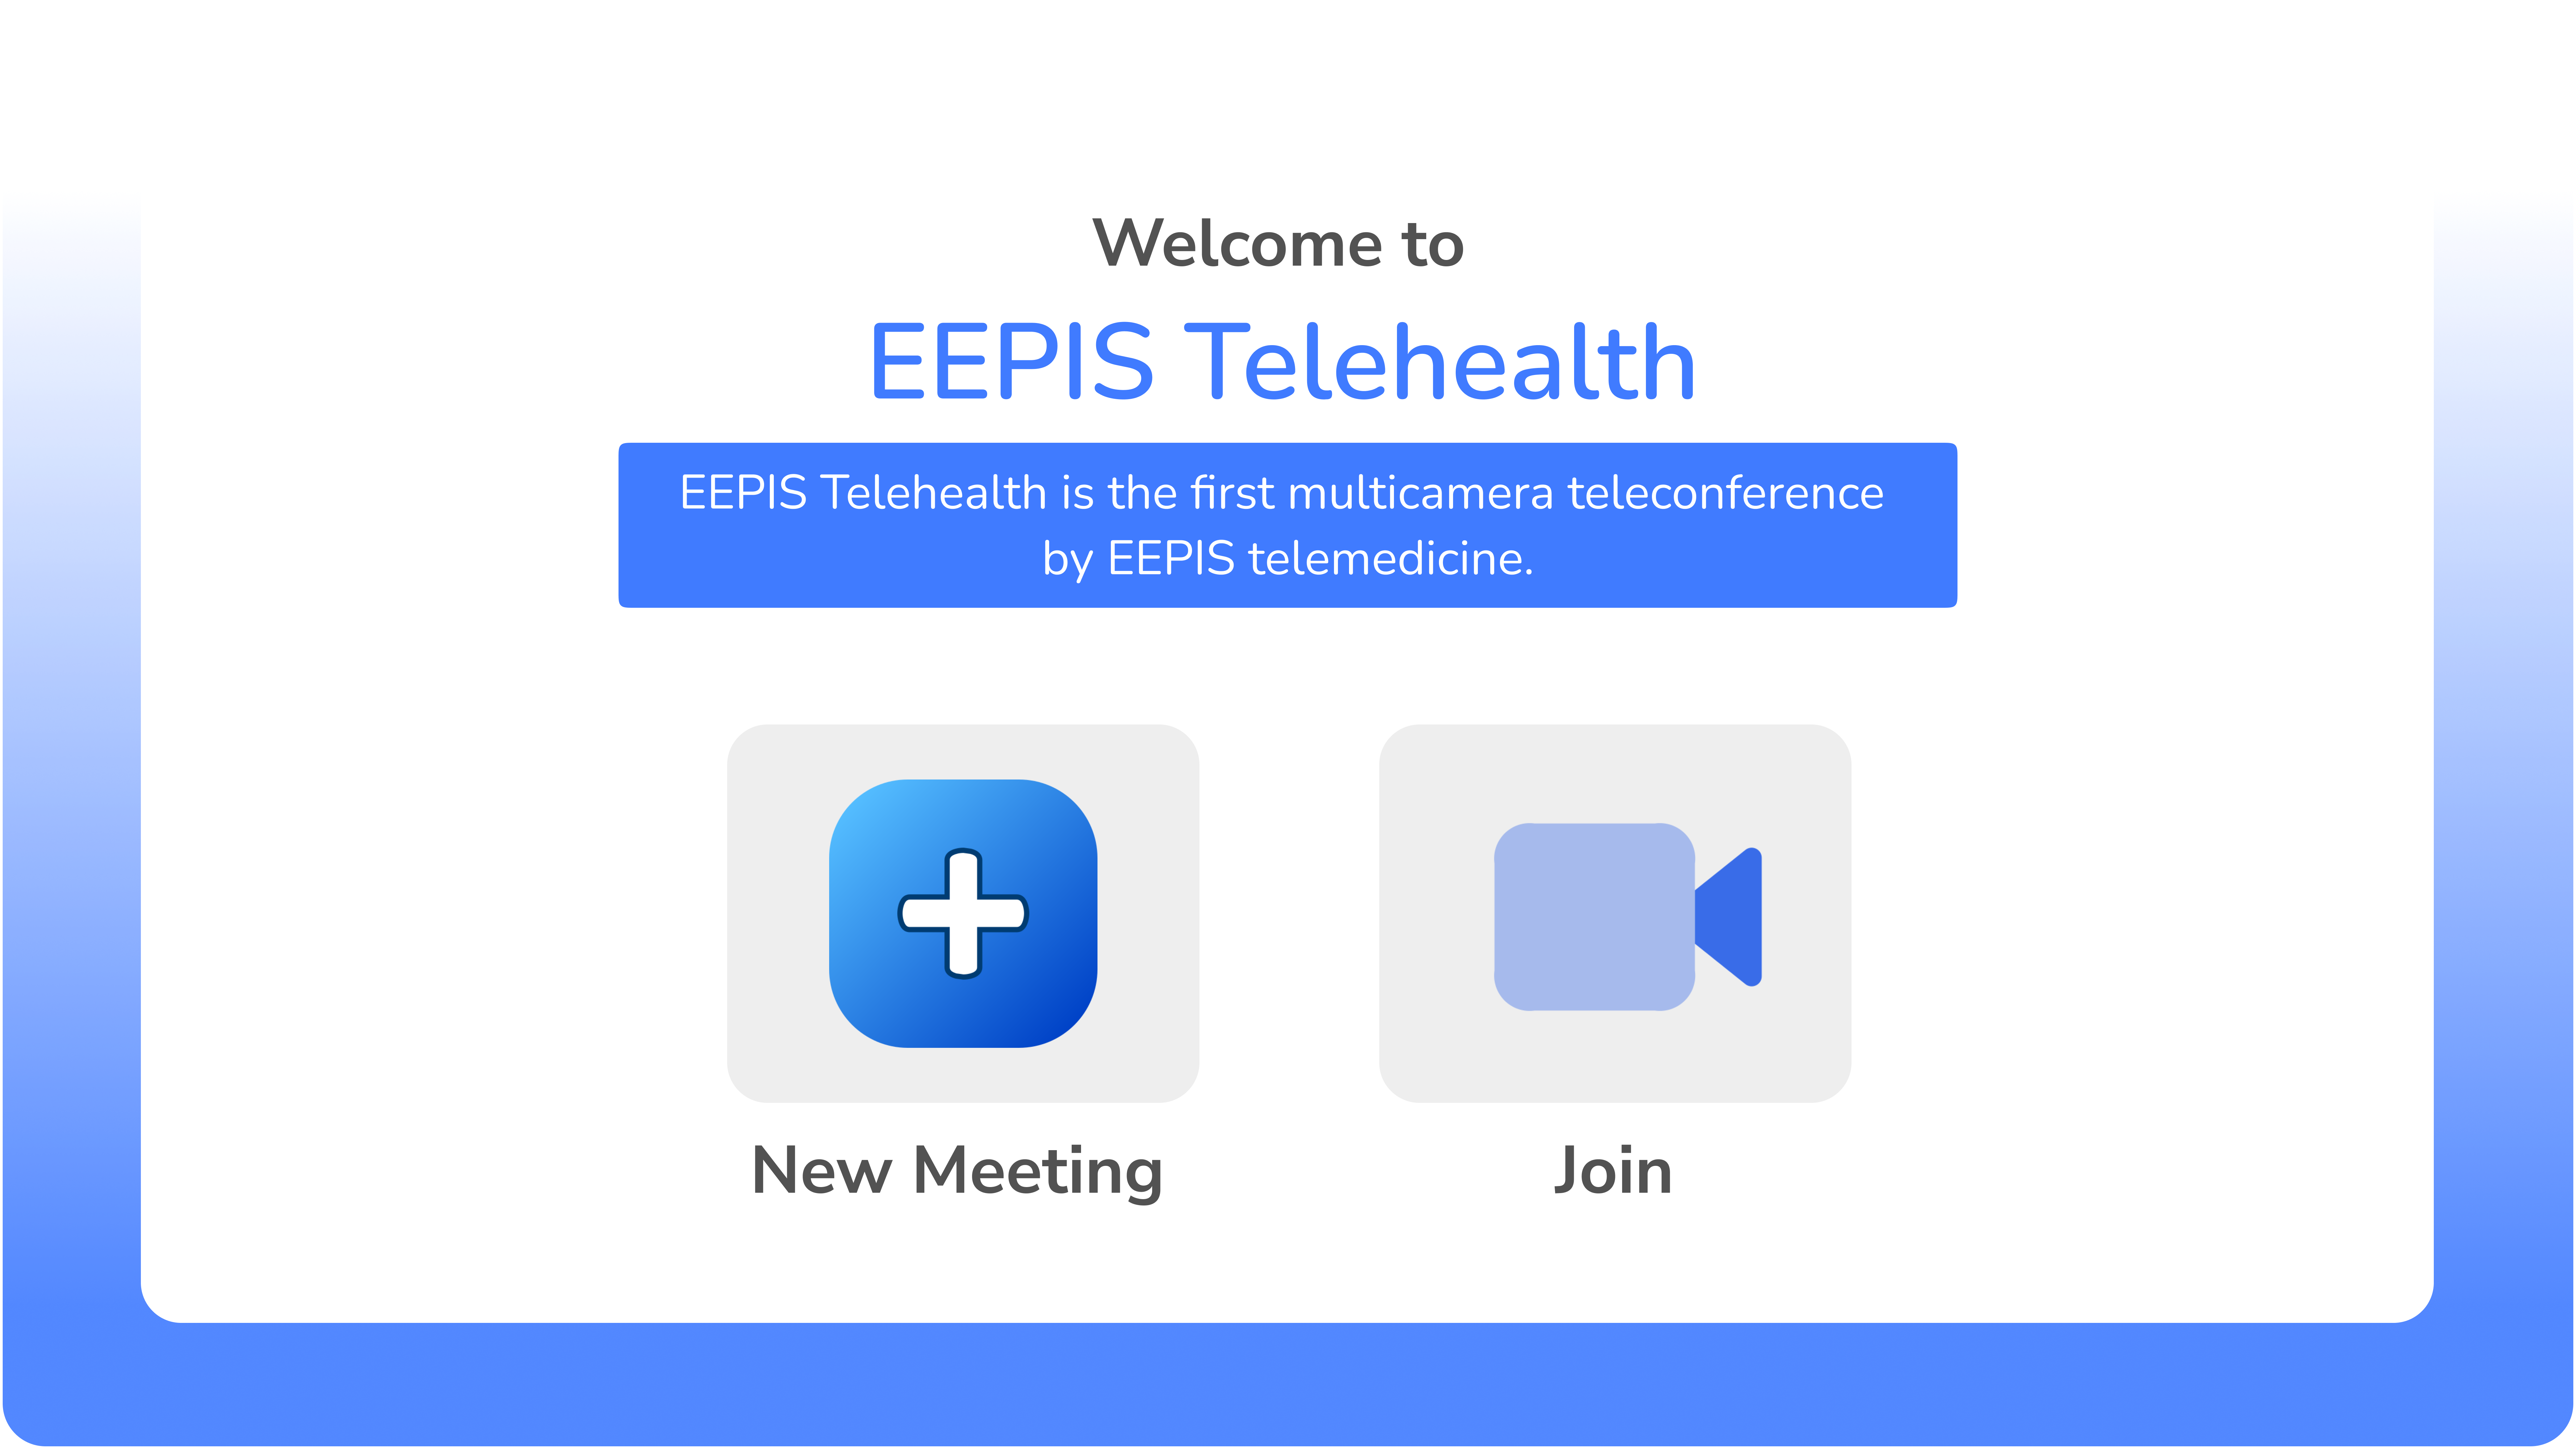 Welcome to
EEPIS Telehealth
EEPIS Telehealth is the first multicamera teleconference
by EEPIS telemedicine.
New Meeting
Join